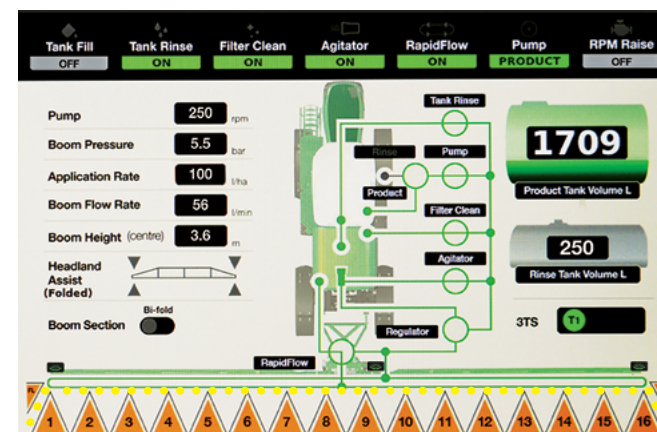 Tank Fill Tank Rinse Filter Clean Agitator RapidFlow Pump RPM Raise
OFF ON ON ON ON PRODUCT OFF
Pump 250 rpm
Boom Pressure 5.5 bar
Application Rate 100 l/ha
Boom Flow Rate 56 l/min
Boom Height (centre) 3.6 m
Headland
Assist
(Folded)
Bi-fold
Boom Section
Tank Rinse
Rinse Pump
Product
Filter Clean
Agitator
Regulator
RapidFlow
1709
Product Tank Volume L
250
Rinse Tank Volume L
3TS T1
1 2 3 4 5 6 7 8 9 10 11 12 13 14 15 16